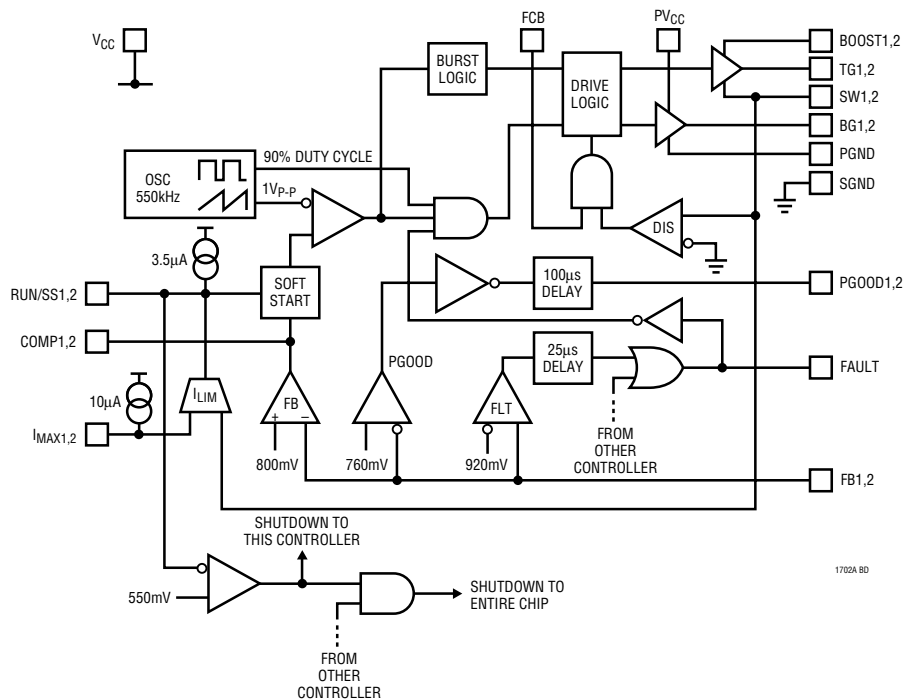 FCB
PVCC
VCC
BOOST1,2
BURST
LOGIC
DRIVE
LOGIC
TG1,2
SW1,2
BG1,2
90% DUTY CYCLE
PGND
OSC
550kHz
1VP-P
SGND
DIS
3.5µA
SOFT
START
100µs
DELAY
PGOOD1,2
RUN/SS1,2
COMP1,2
PGOOD
25µs
DELAY
FAULT
10µA
ILIM
FB
+
–
FLT
IMAX1,2
800mV
760mV
920mV
FROM
OTHER
CONTROLLER
FB1,2
SHUTDOWN TO
THIS CONTROLLER
1702A BD
550mV
SHUTDOWN TO
ENTIRE CHIP
FROM
OTHER
CONTROLLER